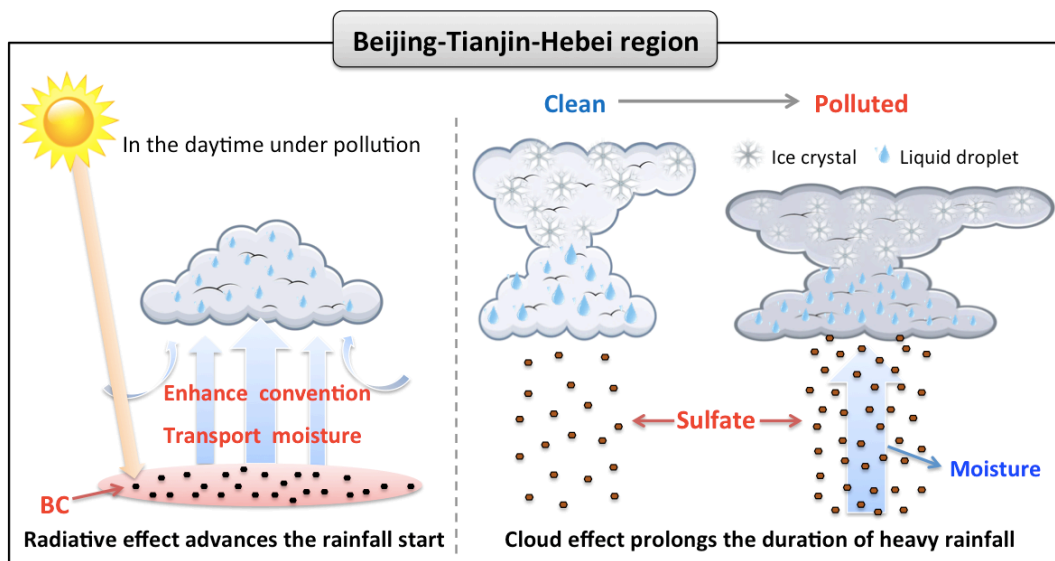 Beijing-Tianjin-Hebei region
In the daytime under pollution
Enhance convention
Transport moisture
BC
Radiative effect advances the rainfall start
Clean
Polluted
Ice crystal
Liquid droplet
Sulfate
Moisture
Cloud effect prolongs the duration of heavy rainfall